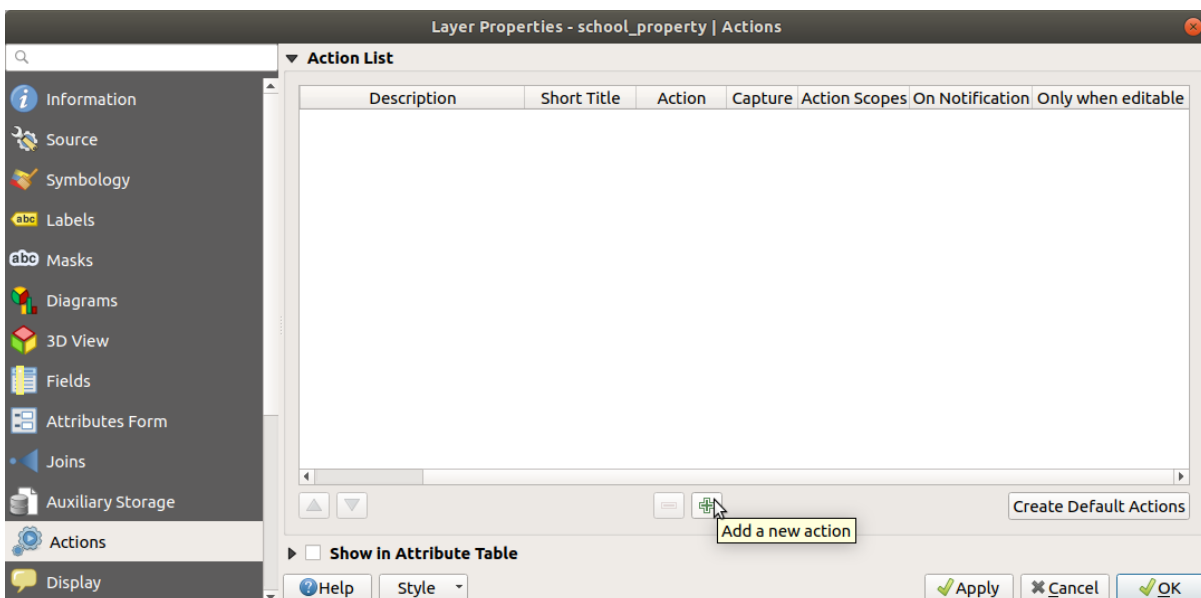 Layer Properties - school_property | Actions
Information
Source
Symbology
abc Labels
abc Masks
Diagrams
3D View
Fields
Attributes Form
Joins
Auxiliary Storage
Actions
Display
Action List
Description Short Title Action Capture Action Scopes On Notification Only when editable
Create Default Actions
Add a new action
Show in Attribute Table
Help Style Apply Cancel OK